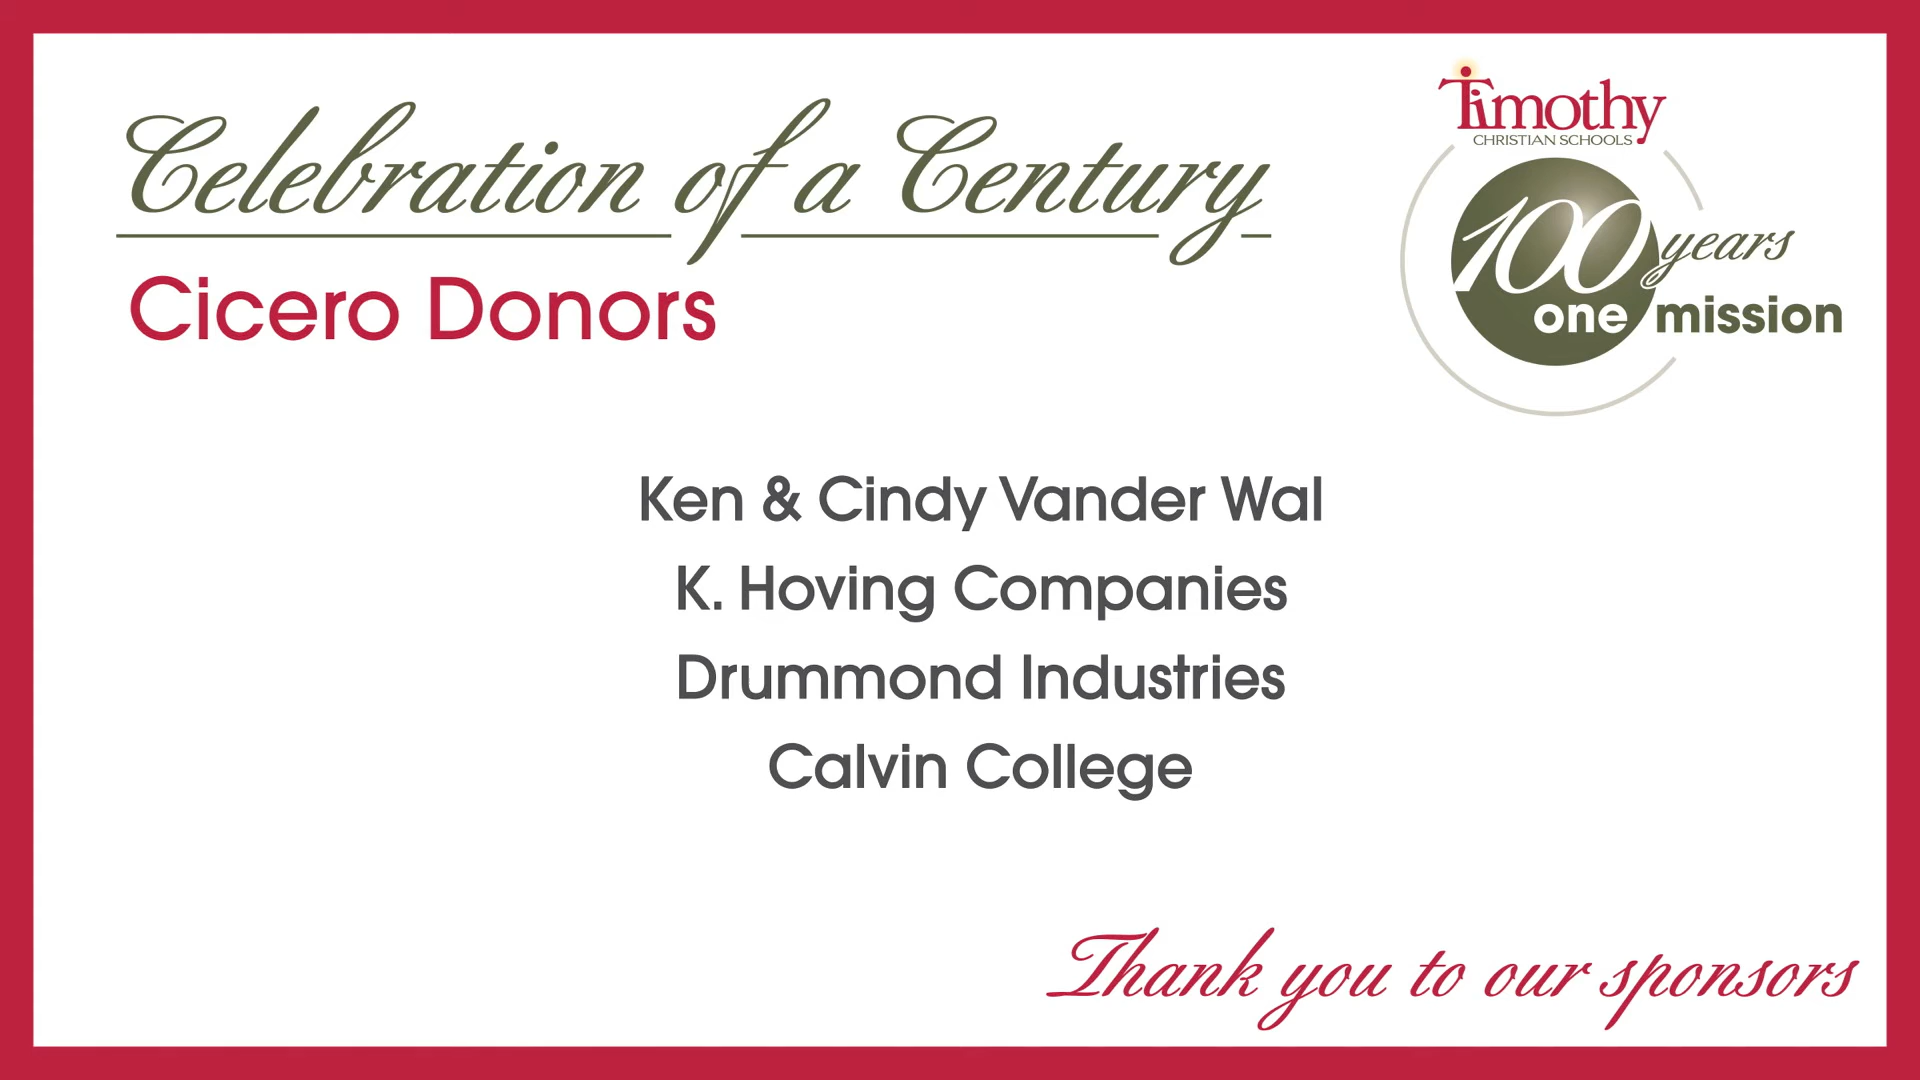 Celebration of a Century
Cicero Donors
Timothy
CHRISTIAN SCHOOLS
100 years
one mission
Ken & Cindy Vander Wal
K. Hoving Companies
Drummond Industries
Calvin College
Thank you to our sponsors